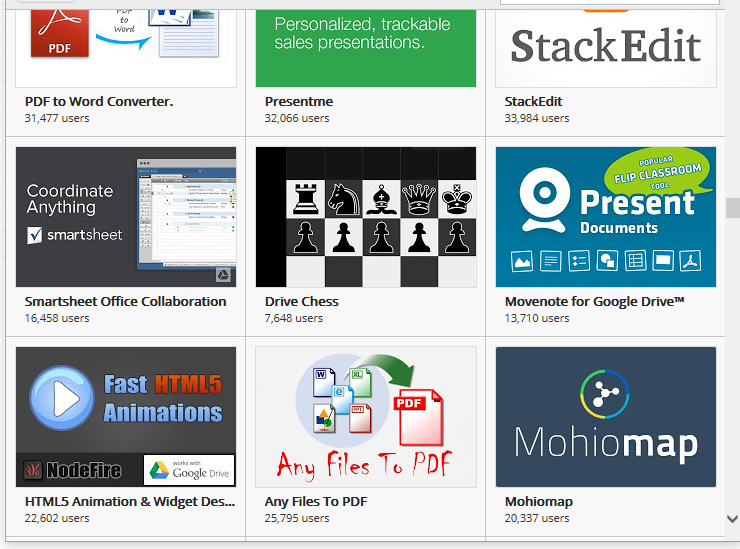 PDF
PDF to
to
Word
W
Personalized, trackable
sales presentations.
StackEdit
PDF to Word Converter.
31,477 users
Presentme
32,066 users
StackEdit
33,984 users
Coordinate
Anything
smartsheet
POPULAR
FLIP CLASSROOM
TOOL
Present
Documents
Smartsheet Office Collaboration
16,458 users
Drive Chess
7,648 users
Movenote for Google Drive™
13,710 users
Fast HTML5
Animations
NodeFire
works with
Google Drive
W
XL
e
PPT
PDF
Any Files To PDF
Mohiomap
HTML5 Animation & Widget Des...
22,602 users
Any Files To PDF
25,795 users
Mohiomap
20,337 users